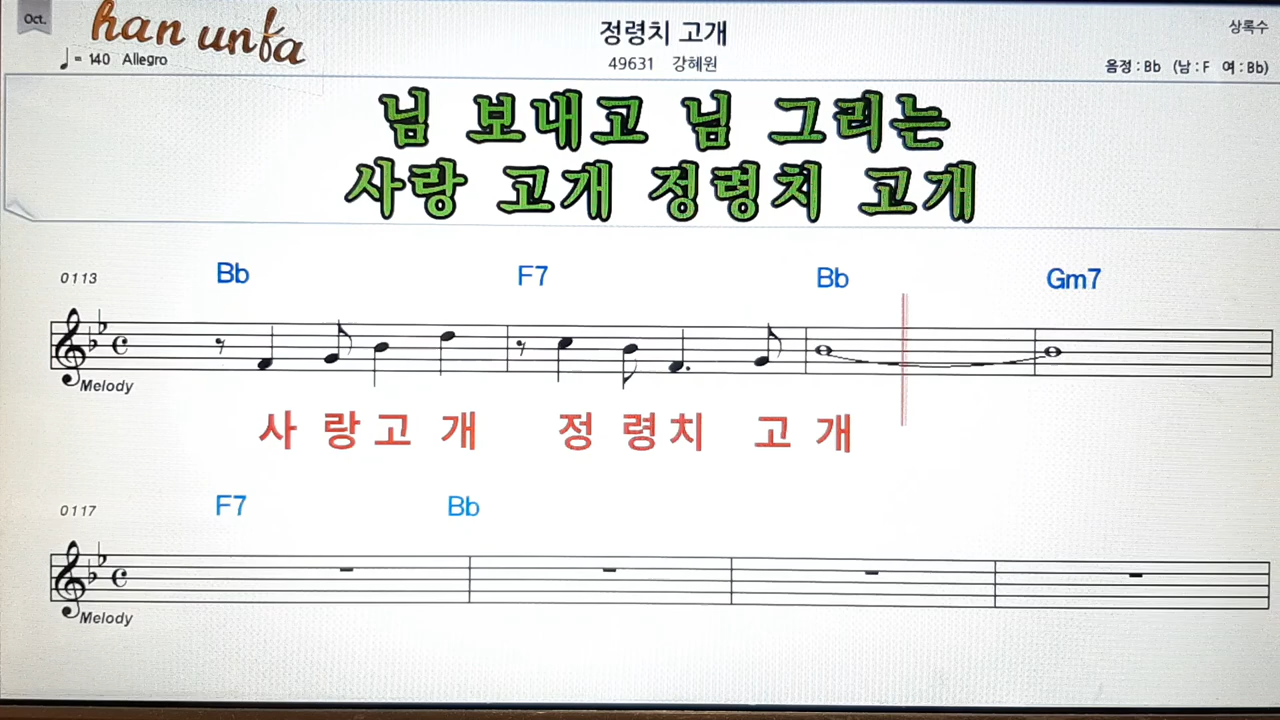 Oct.
han unfa
정령치 고개
상록수
♩= 140 Allegro
49631 강혜원
음정 : Bb (남 : F 여 : Bb)
님 보내고 님 그리는
사랑 고개 정령치 고개
0113
Bb F7 Bb Gm7
Melody
사 랑 고 개 정 령 치 고 개
0117
F7 Bb
Melody